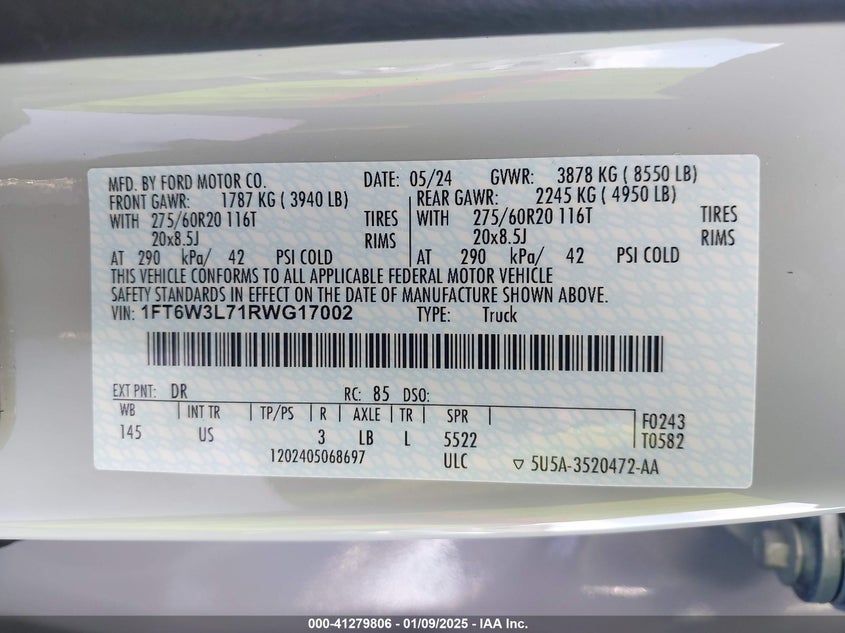 MFD. BY FORD MOTOR CO. DATE: 05/24 GVWR: 3878 KG ( 8550 LB)
FRONT GAWR: 1787 KG ( 3940 LB) REAR GAWR: 2245 KG ( 4950 LB)
WITH 275/60R20 116T TIRES WITH 275/60R20 116T TIRES
20x8.5J RIMS 20x8.5J RIMS
AT 290 kPa/ 42 PSI COLD AT 290 kPa/ 42 PSI COLD
THIS VEHICLE CONFORMS TO ALL APPLICABLE FEDERAL MOTOR VEHICLE
SAFETY STANDARDS IN EFFECT ON THE DATE OF MANUFACTURE SHOWN ABOVE.
VIN: 1FT6W3L71RWG17002 TYPE: Truck
EXT PNT: DR RC: 85 DSO:
WB INT TR TP/PS R AXLE TR SPR F0243
145 US 3 LB L 5522 T0582
1202405068697 ULC ▽ 5U5A-3520472-AA
000-41279806 - 01/09/2025 - IAA Inc.